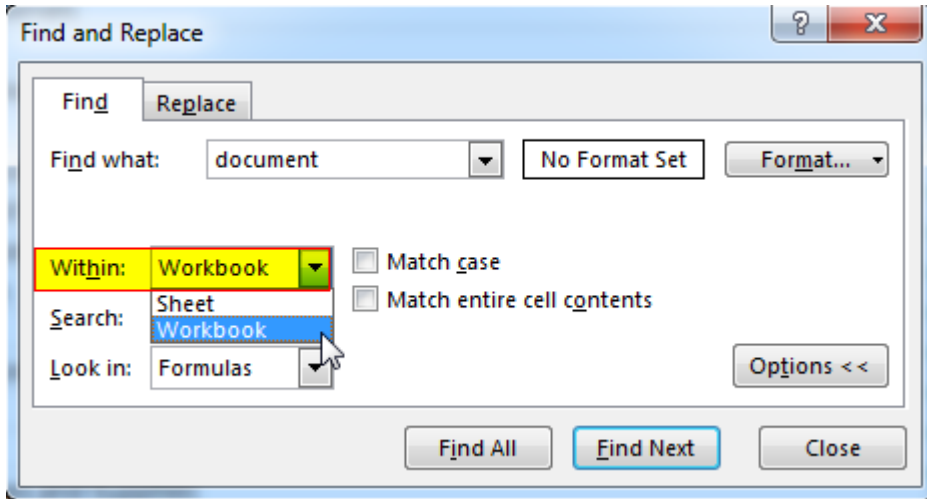 Find and Replace
Find Replace
Find what: document No Format Set Format...
Within: Workbook Match case
Sheet Match entire cell contents
Search: Workbook
Look in: Formulas Options <<
Find All Find Next Close